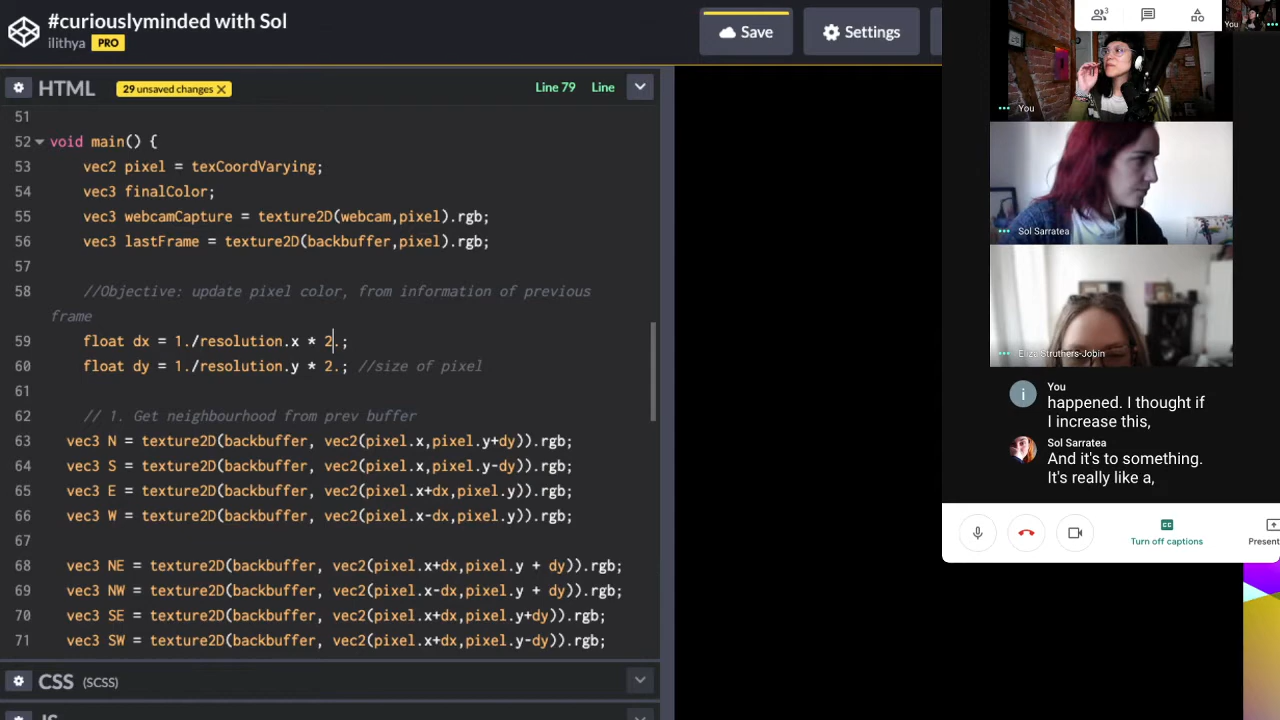 #curiouslyminded with Sol
ilithya PRO
Save
Settings
HTML
29 unsaved changes X
Line 79
Line
51
52 void main() {
53 vec2 pixel = texCoordVarying;
54 vec3 finalColor;
55 vec3 webcamCapture = texture2D(webcam,pixel).rgb;
56 vec3 lastFrame = texture2D(backbuffer,pixel).rgb;
57
58 //Objective: update pixel color, from information of previous
frame
59 float dx = 1./resolution.x * 2.;
60 float dy = 1./resolution.y * 2.; //size of pixel
61
62 // 1. Get neighbourhood from prev buffer
63 vec3 N = texture2D(backbuffer, vec2(pixel.x,pixel.y+dy)).rgb;
64 vec3 S = texture2D(backbuffer, vec2(pixel.x,pixel.y-dy)).rgb;
65 vec3 E = texture2D(backbuffer, vec2(pixel.x+dx,pixel.y)).rgb;
66 vec3 W = texture2D(backbuffer, vec2(pixel.x-dx,pixel.y)).rgb;
67
68 vec3 NE = texture2D(backbuffer, vec2(pixel.x+dx,pixel.y + dy)).rgb;
69 vec3 NW = texture2D(backbuffer, vec2(pixel.x-dx,pixel.y + dy)).rgb;
70 vec3 SE = texture2D(backbuffer, vec2(pixel.x+dx,pixel.y+dy)).rgb;
71 vec3 SW = texture2D(backbuffer, vec2(pixel.x-dx,pixel.y-dy)).rgb;
CSS (SCSS)
3
You
You
Sol Sarratea
Eliza Struthers-Jobin
i
You
happened. I thought if
I increase this,
Sol Sarratea
And it's to something.
It's really like a,
Turn off captions
Present